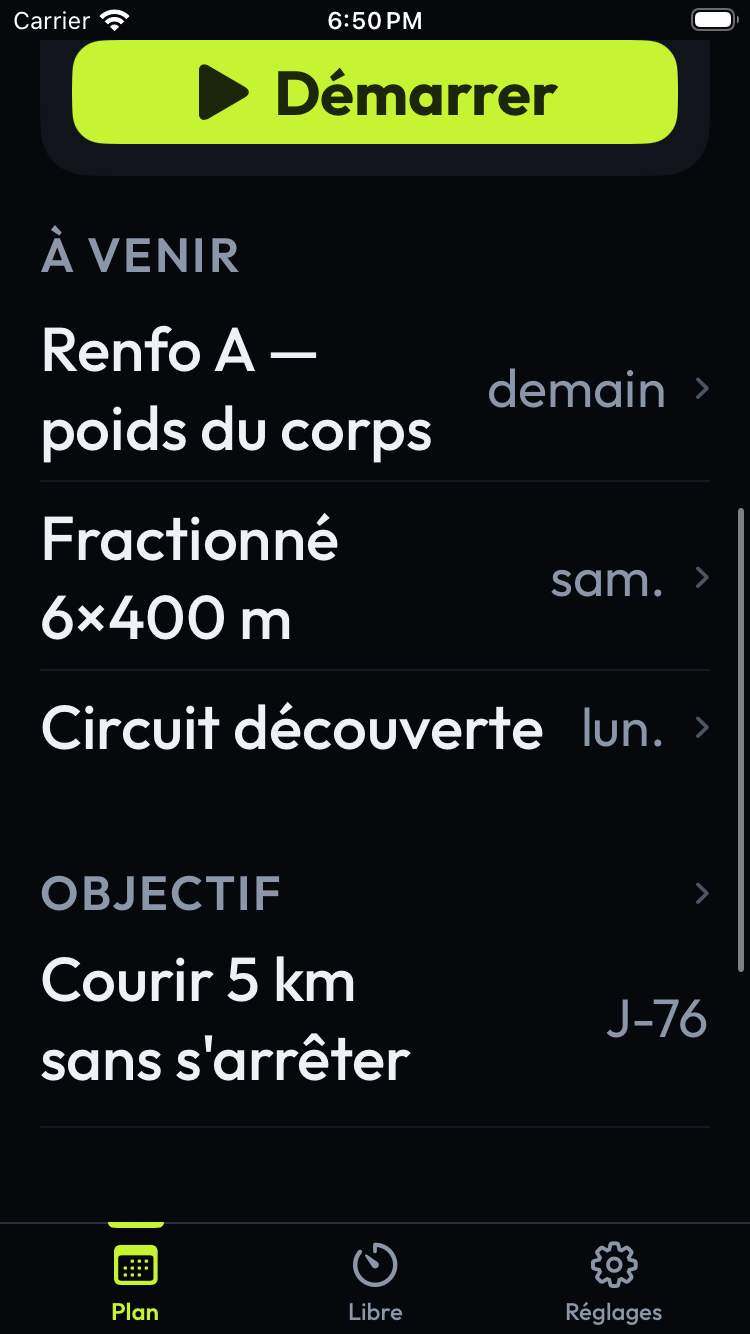 Carrier 6:50 PM
Démarrer
À VENIR
Renfo A —
poids du corps
demain
Fractionné
6×400 m
sam.
Circuit découverte lun.
OBJECTIF
Courir 5 km
sans s'arrêter
J-76
Plan Libre Réglages